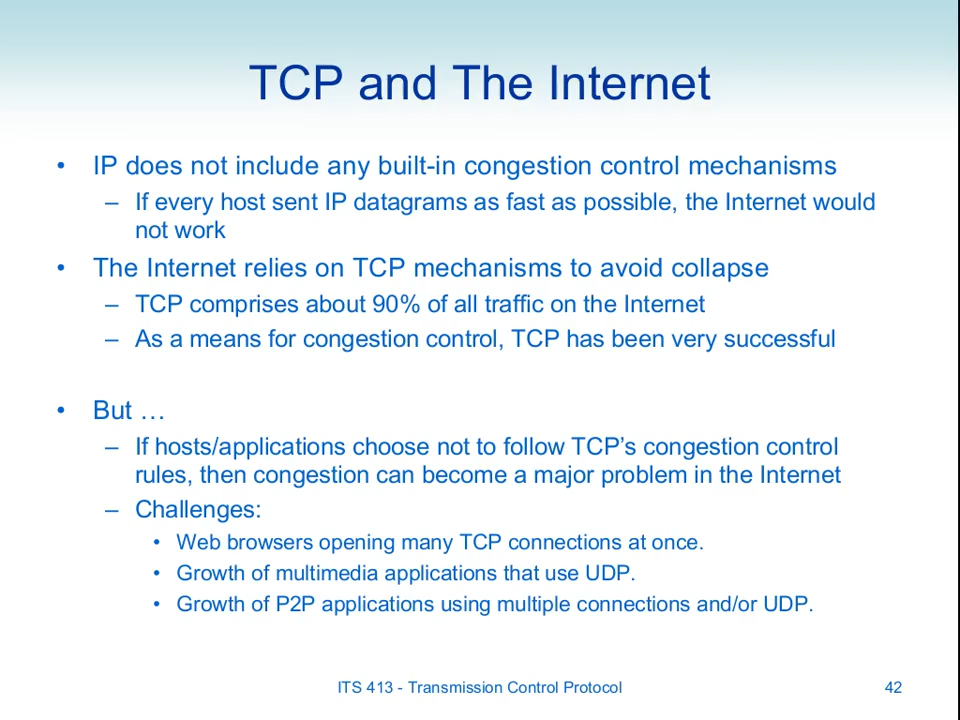 TCP and The Internet
• IP does not include any built-in congestion control mechanisms
– If every host sent IP datagrams as fast as possible, the Internet would
not work
• The Internet relies on TCP mechanisms to avoid collapse
– TCP comprises about 90% of all traffic on the Internet
– As a means for congestion control, TCP has been very successful
• But …
– If hosts/applications choose not to follow TCP’s congestion control
rules, then congestion can become a major problem in the Internet
– Challenges:
• Web browsers opening many TCP connections at once.
• Growth of multimedia applications that use UDP.
• Growth of P2P applications using multiple connections and/or UDP.
ITS 413 - Transmission Control Protocol 42